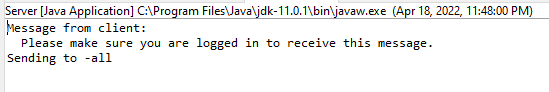 Server [Java Application] C:\Program Files\Java\jdk-11.0.1\bin\javaw.exe (Apr 18, 2022, 11:48:00 PM)
Message from client:
  Please make sure you are logged in to receive this message.
Sending to -all